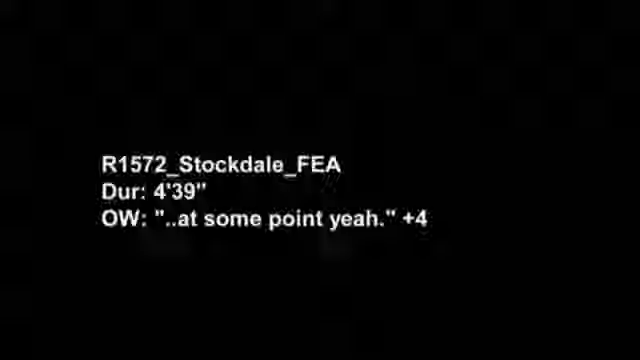 R1572_Stockdale_FEA
Dur: 4'39"
OW: "..at some point yeah." +4